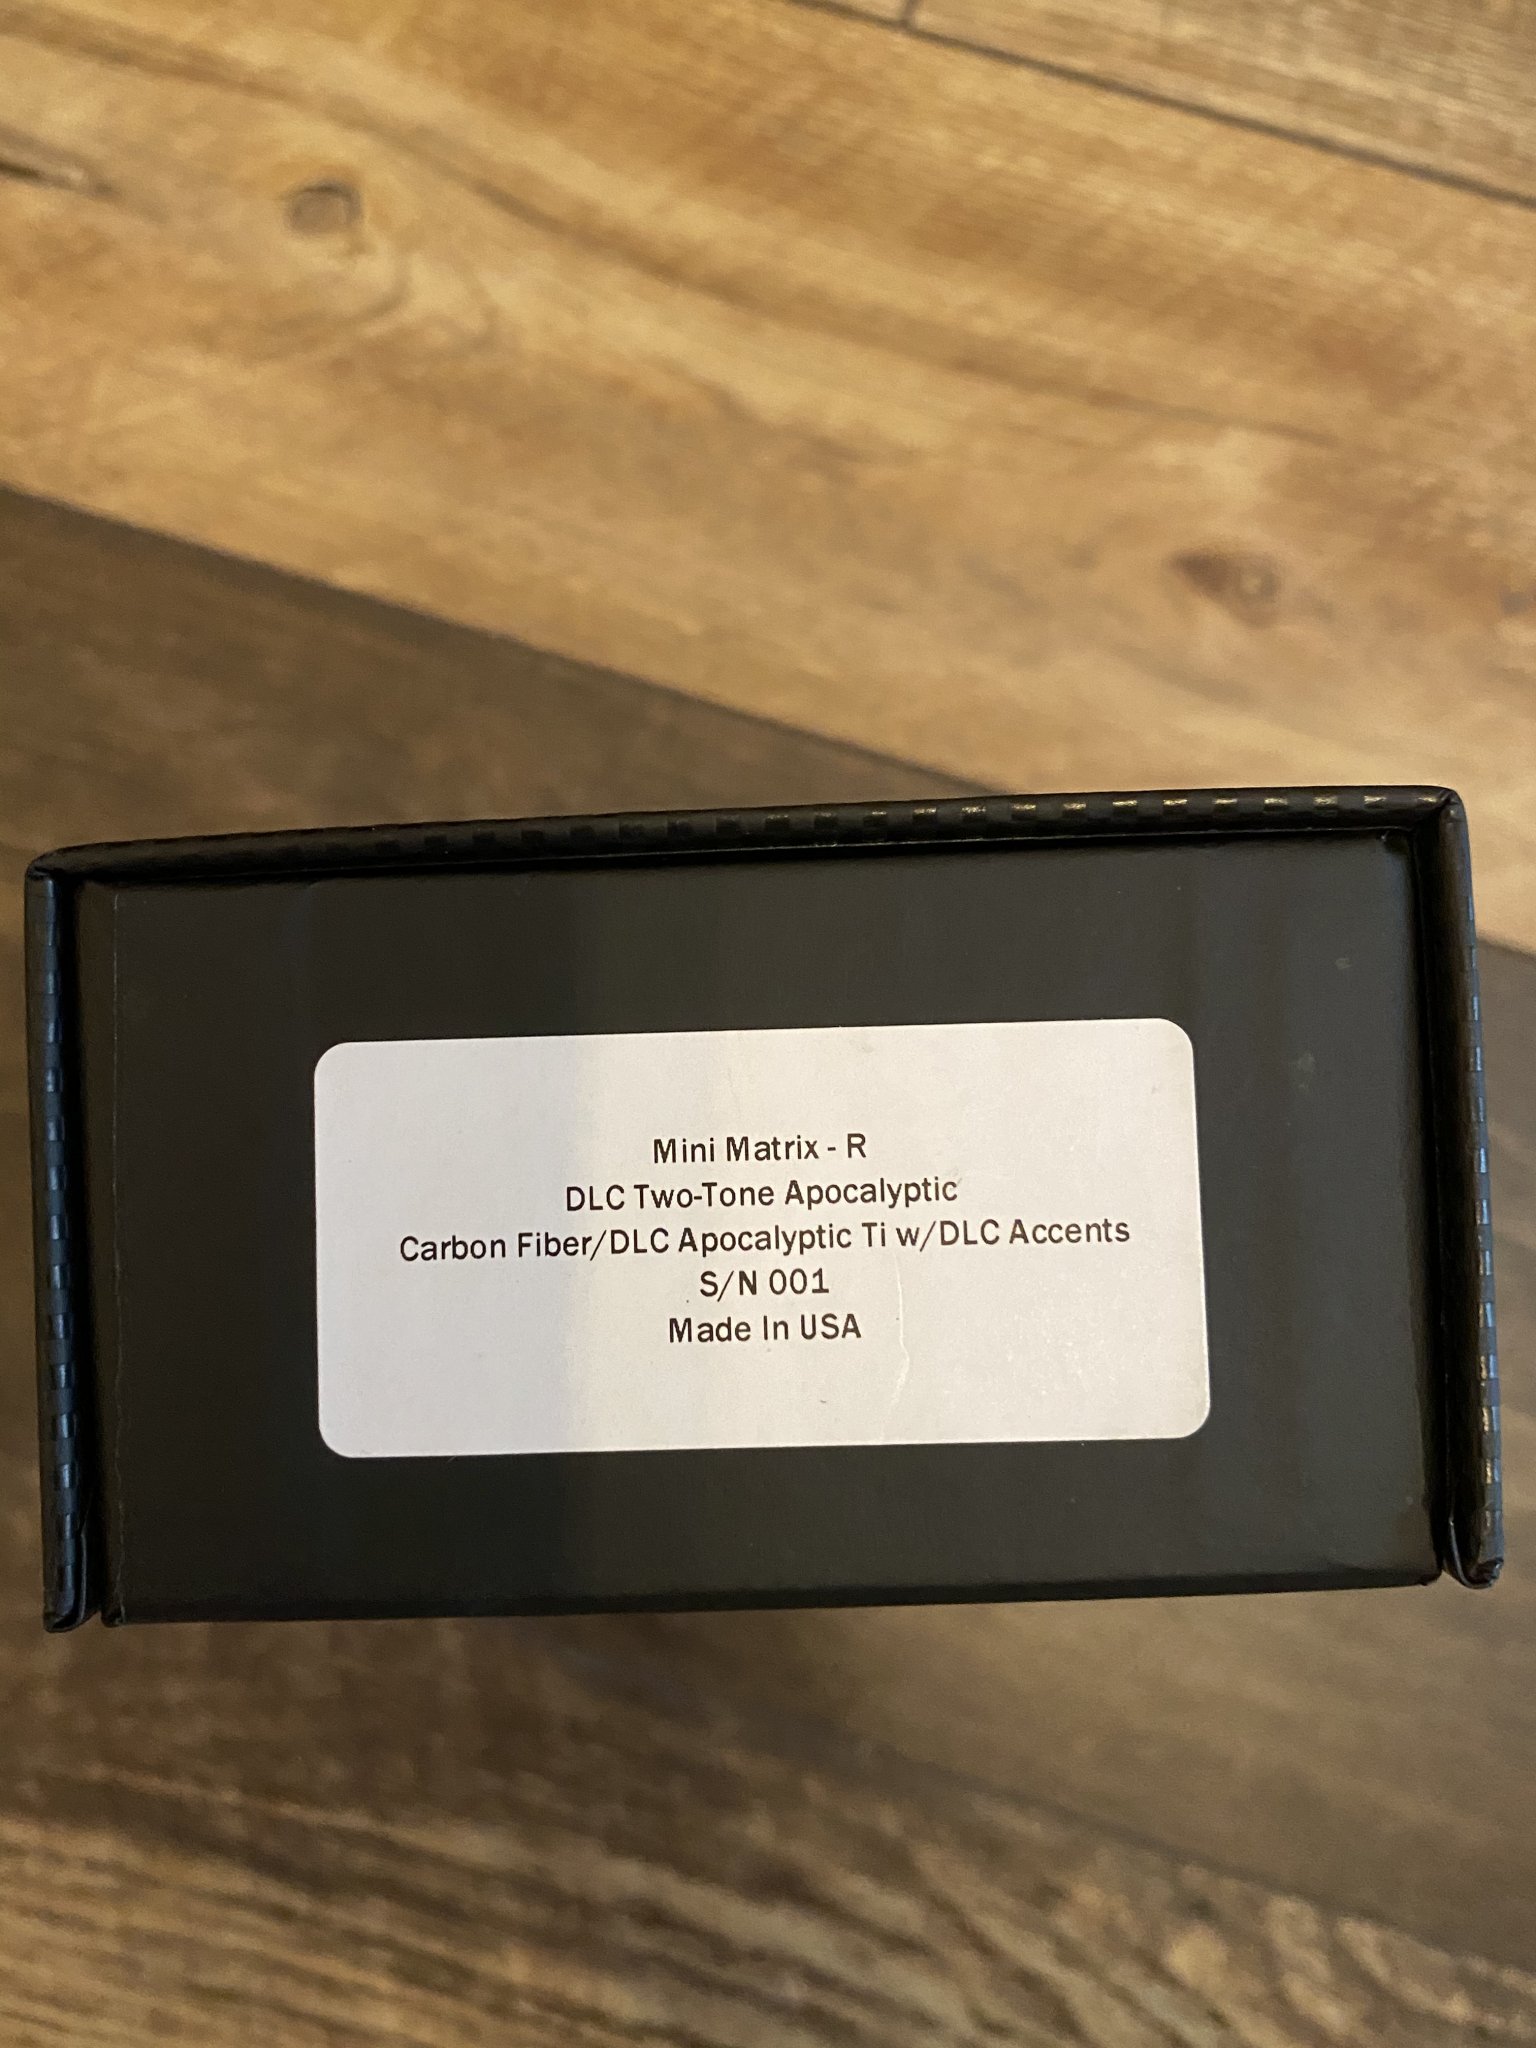 Mini Matrix - R
DLC Two-Tone Apocalyptic
Carbon Fiber/DLC Apocalyptic Ti w/DLC Accents
S/N 001
Made In USA